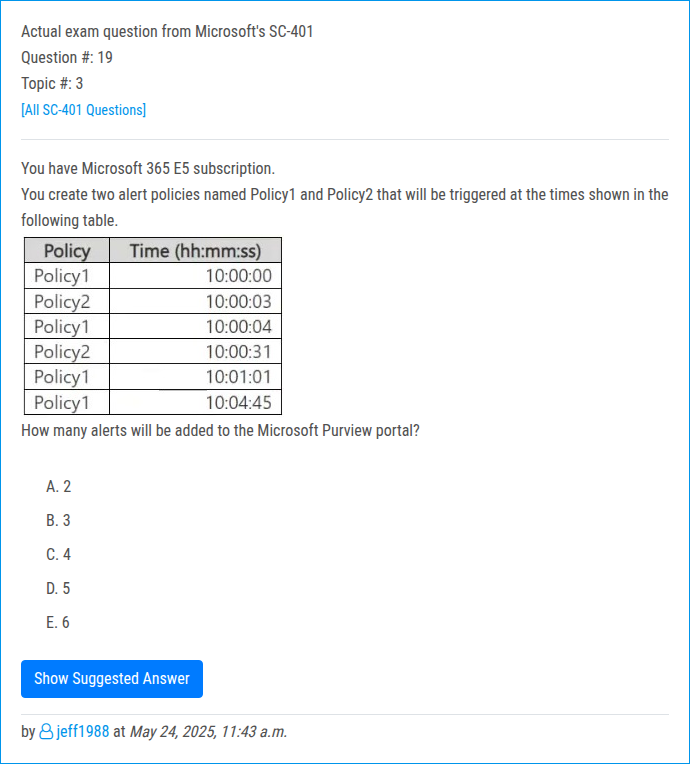 Actual exam question from Microsoft's SC-401
Question #: 19
Topic #: 3
[All SC-401 Questions]
You have Microsoft 365 E5 subscription.
You create two alert policies named Policy1 and Policy2 that will be triggered at the times shown in the
following table.
Policy Time (hh:mm:ss)
Policy1 10:00:00
Policy2 10:00:03
Policy1 10:00:04
Policy2 10:00:31
Policy1 10:01:01
Policy1 10:04:45
How many alerts will be added to the Microsoft Purview portal?
A. 2
B. 3
C. 4
D. 5
E. 6
Show Suggested Answer
by jeff1988 at May 24, 2025, 11:43 a.m.